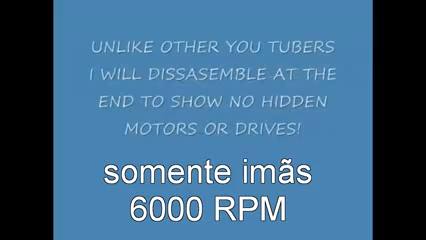 UNLIKE OTHER YOU TUBERS
I WILL DISSASEMBLE AT THE
END TO SHOW NO HIDDEN
MOTORS OR DRIVES!
somente imãs
6000 RPM